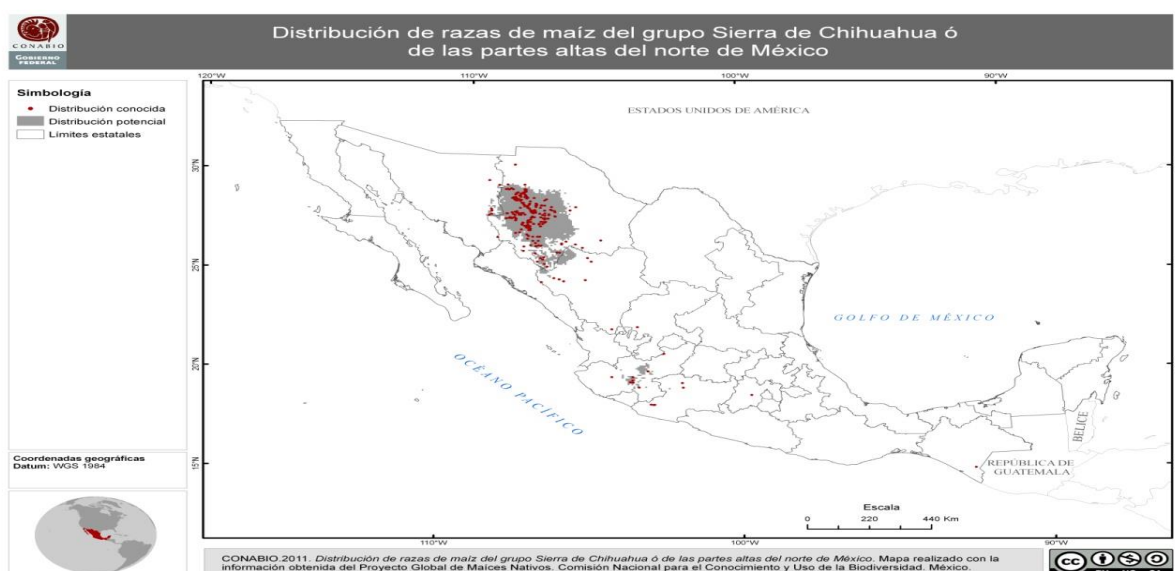 CONABIO
GOBIERNO
FEDERAL
Distribución de razas de maíz del grupo Sierra de Chihuahua ó
de las partes altas del norte de México
Simbología
Distribución conocida
Distribución potencial
Límites estatales
120°W
110°W
100°W
90°W
30°N
25°N
20°N
15°N
ESTADOS UNIDOS DE AMÉRICA
GOLFO DE MÉXICO
OCÉANO PACÍFICO
BELICE
REPÚBLICA DE
GUATEMALA
Escala
0 220 440 Km
110°W
100°W
90°W
Coordenadas geográficas
Datum: WGS 1984
CONABIO 2011. Distribución de razas de maíz del grupo Sierra de Chihuahua ó de las partes altas del norte de México. Mapa realizado con la
información obtenida del Proyecto Global de Maíces Nativos. Comisión Nacional para el Conocimiento y Uso de la Biodiversidad. México.
cc